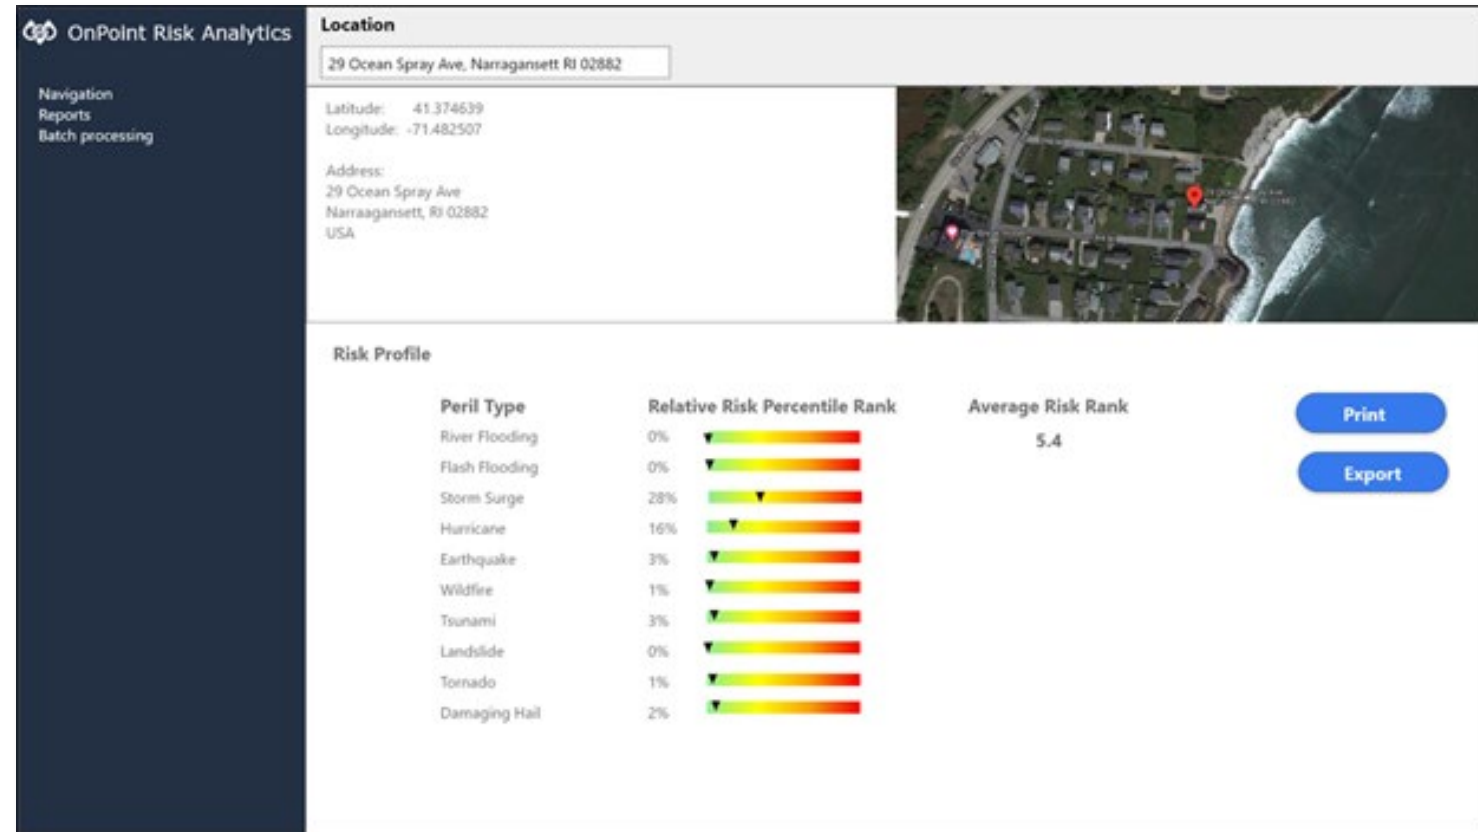 OnPoint Risk Analytics
Navigation
Reports
Batch processing
Location
29 Ocean Spray Ave, Narragansett RI 02882
Latitude: 41.374639
Longitude: -71.482507
Address:
29 Ocean Spray Ave
Narraagansett, RI 02882
USA
Risk Profile
Peril Type Relative Risk Percentile Rank Average Risk Rank
River Flooding 0% 5.4
Flash Flooding 0%
Storm Surge 28%
Hurricane 16%
Earthquake 3%
Wildfire 1%
Tsunami 3%
Landslide 0%
Tornado 1%
Damaging Hail 2%
Print
Export